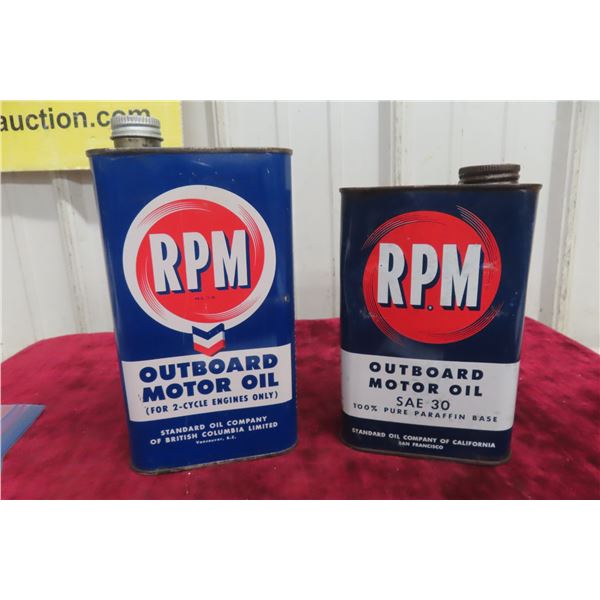 auction.com
RPM
OUTBOARD
MOTOR OIL
(FOR 2-CYCLE ENGINES ONLY)
STANDARD OIL COMPANY
OF BRITISH COLUMBIA LIMITED
Vancouver, B.C.
R.P.M
OUTBOARD
MOTOR OIL
SAE 30
100% PURE PARAFFIN BASE
STANDARD OIL COMPANY OF CALIFORNIA
SAN FRANCISCO